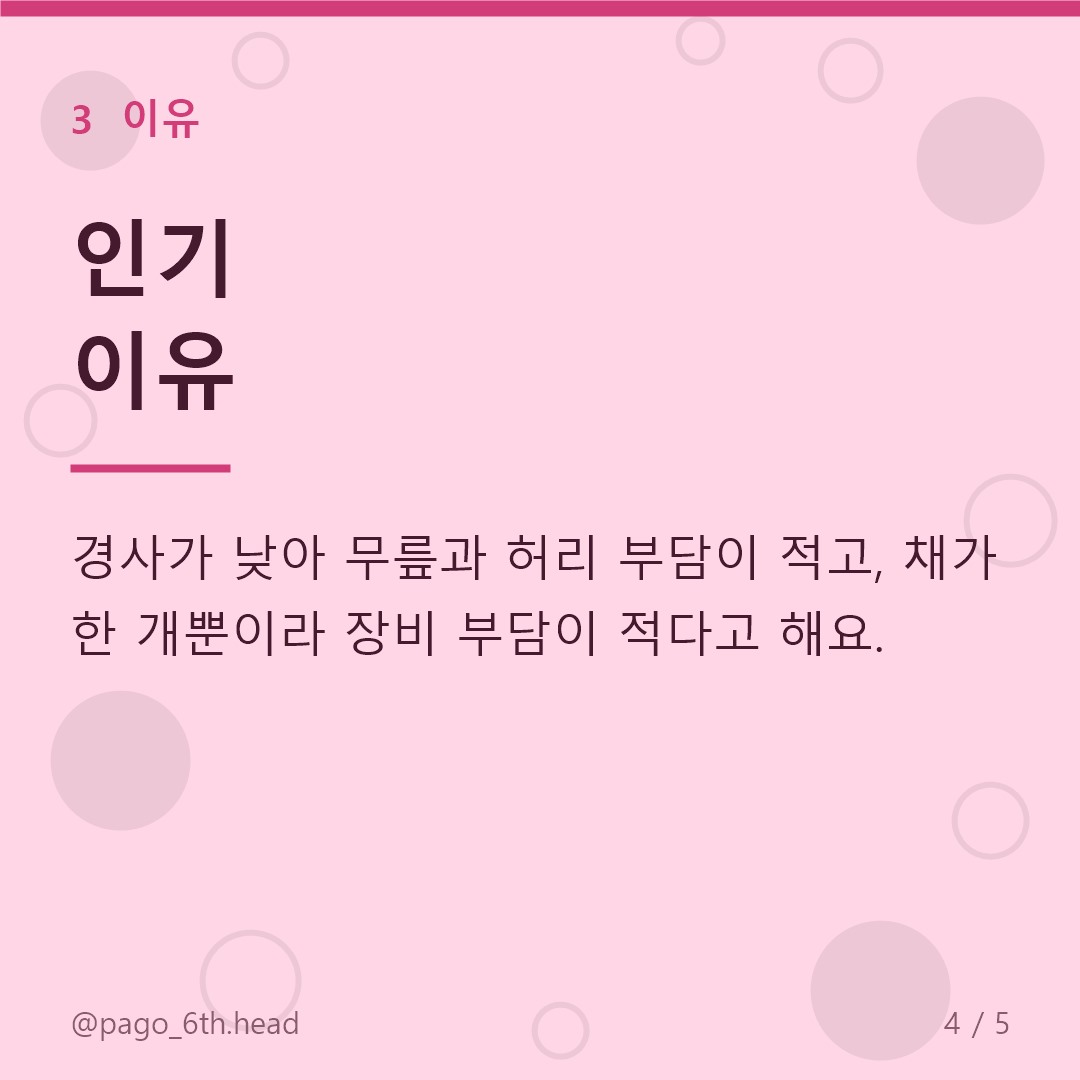 3 이유
인기
이유
경사가 낮아 무릎과 허리 부담이 적고, 채가
한 개뿐이라 장비 부담이 적다고 해요.
@pago_6th.head
4 / 5